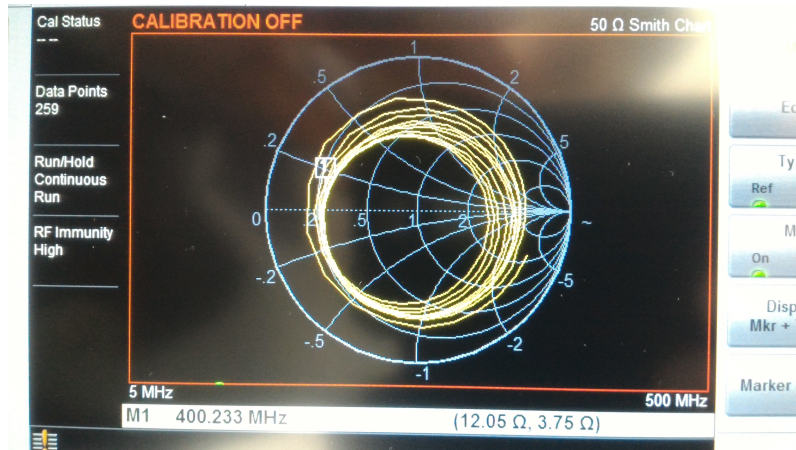 Cal Status
-- --
CALIBRATION OFF
50 Ω Smith Chart
Data Points
259
Run/Hold
Continuous
Run
RF Immunity
High
1
.5
2
.2
5
0
.2
.5
1
2
~
-.2
-5
-.5
-2
-1
5 MHz
500 MHz
M1 400.233 MHz (12.05 Ω, 3.75 Ω)
Ref
On
Mkr +
Marker